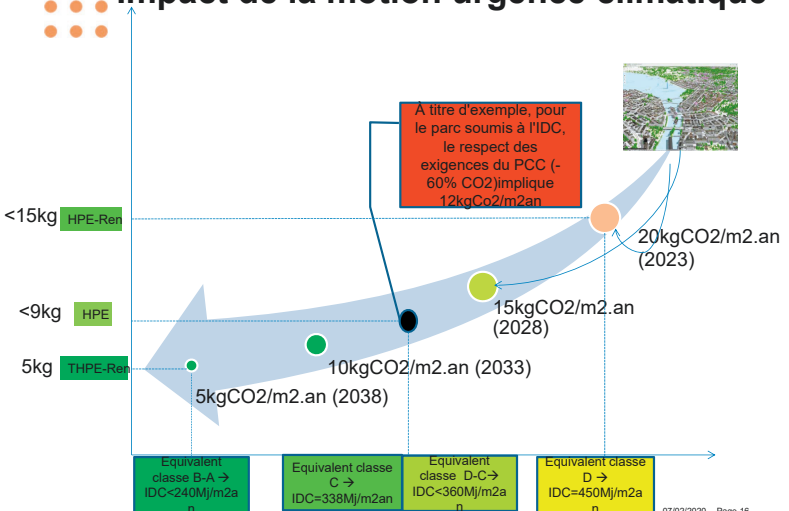 Impact de la motion urgence climatique
À titre d'exemple, pour
le parc soumis à l'IDC,
le respect des
exigences du PCC (-
60% CO2)implique
12kgCo2/m2an
<15kg HPE-Ren
20kgCO2/m2.an
(2023)
<9kg HPE
15kgCO2/m2.an
(2028)
5kg THPE-Ren
10kgCO2/m2.an (2033)
5kgCO2/m2.an (2038)
Equivalent
classe B-A →
IDC<240Mj/m2a
n
Equivalent classe
C →
IDC=338Mj/m2an
Equivalent
classe D-C→
IDC<360Mj/m2a
n
Equivalent classe
D →
IDC=450Mj/m2a
n
07/02/2020 Page 16